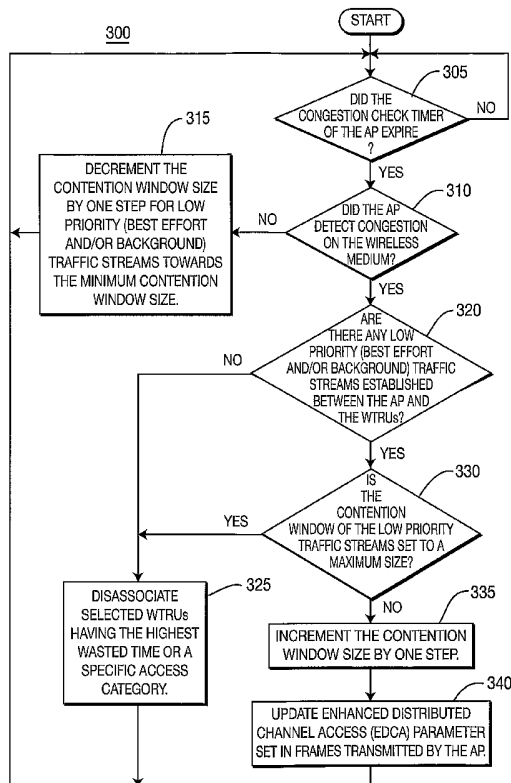 300
START
305
DID THE
CONGESTION CHECK TIMER
OF THE AP EXPIRE
?
NO
YES
310
DID THE AP
DETECT CONGESTION
ON THE WIRELESS
MEDIUM?
NO
315
DECREMENT THE
CONTENTION WINDOW SIZE
BY ONE STEP FOR LOW
PRIORITY (BEST EFFORT
AND/OR BACKGROUND)
TRAFFIC STREAMS TOWARDS
THE MINIMUM CONTENTION
WINDOW SIZE.
YES
320
ARE
THERE ANY LOW
PRIORITY (BEST EFFORT
AND/OR BACKGROUND) TRAFFIC
STREAMS ESTABLISHED
BETWEEN THE AP AND
THE WTRUs?
NO
YES
330
IS
THE
CONTENTION
WINDOW OF THE LOW PRIORITY
TRAFFIC STREAMS SET TO A
MAXIMUM SIZE?
YES
325
DISASSOCIATE
SELECTED WTRUs
HAVING THE HIGHEST
WASTED TIME OR A
SPECIFIC ACCESS
CATEGORY.
NO
335
INCREMENT THE CONTENTION
WINDOW SIZE BY ONE STEP.
340
UPDATE ENHANCED DISTRIBUTED
CHANNEL ACCESS (EDCA) PARAMETER
SET IN FRAMES TRANSMITTED BY THE AP.